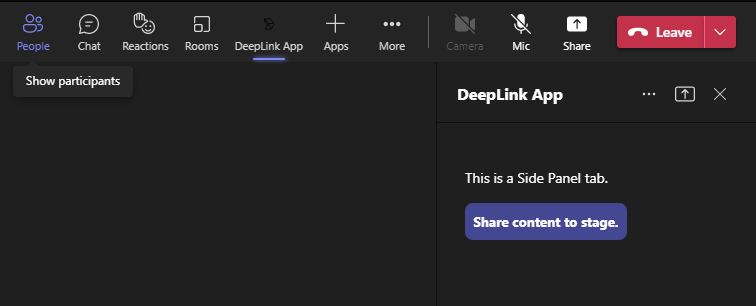 People
Chat
Reactions
Rooms
DeepLink App
Apps
More
Camera
Mic
Share
Leave
Show participants
DeepLink App
This is a Side Panel tab.
Share content to stage.